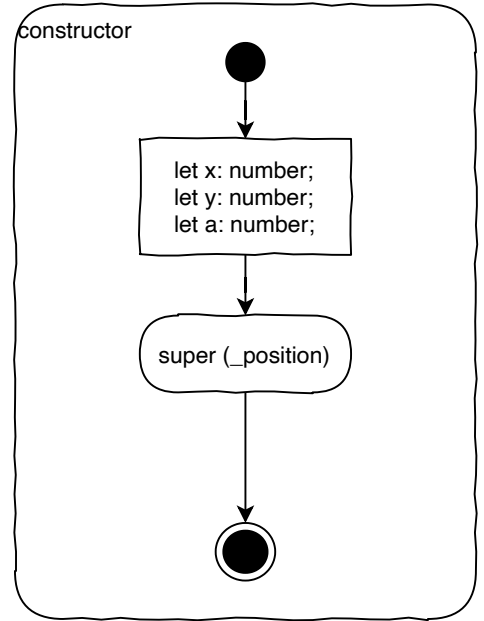 constructor
let x: number;
let y: number;
let a: number;
super (_position)